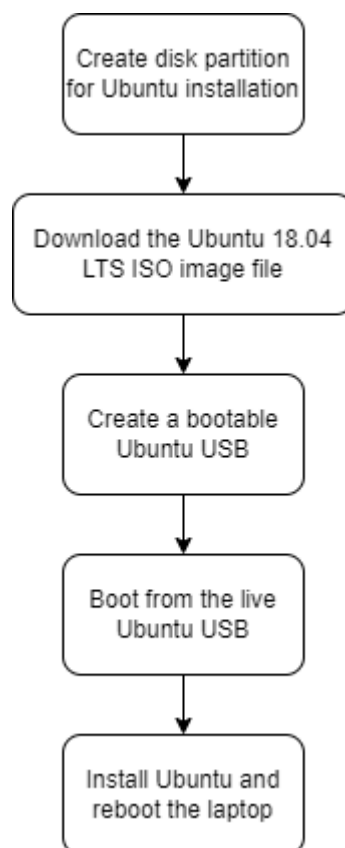 Create disk partition
for Ubuntu installation
Download the Ubuntu 18.04
LTS ISO image file
Create a bootable
Ubuntu USB
Boot from the live
Ubuntu USB
Install Ubuntu and
reboot the laptop